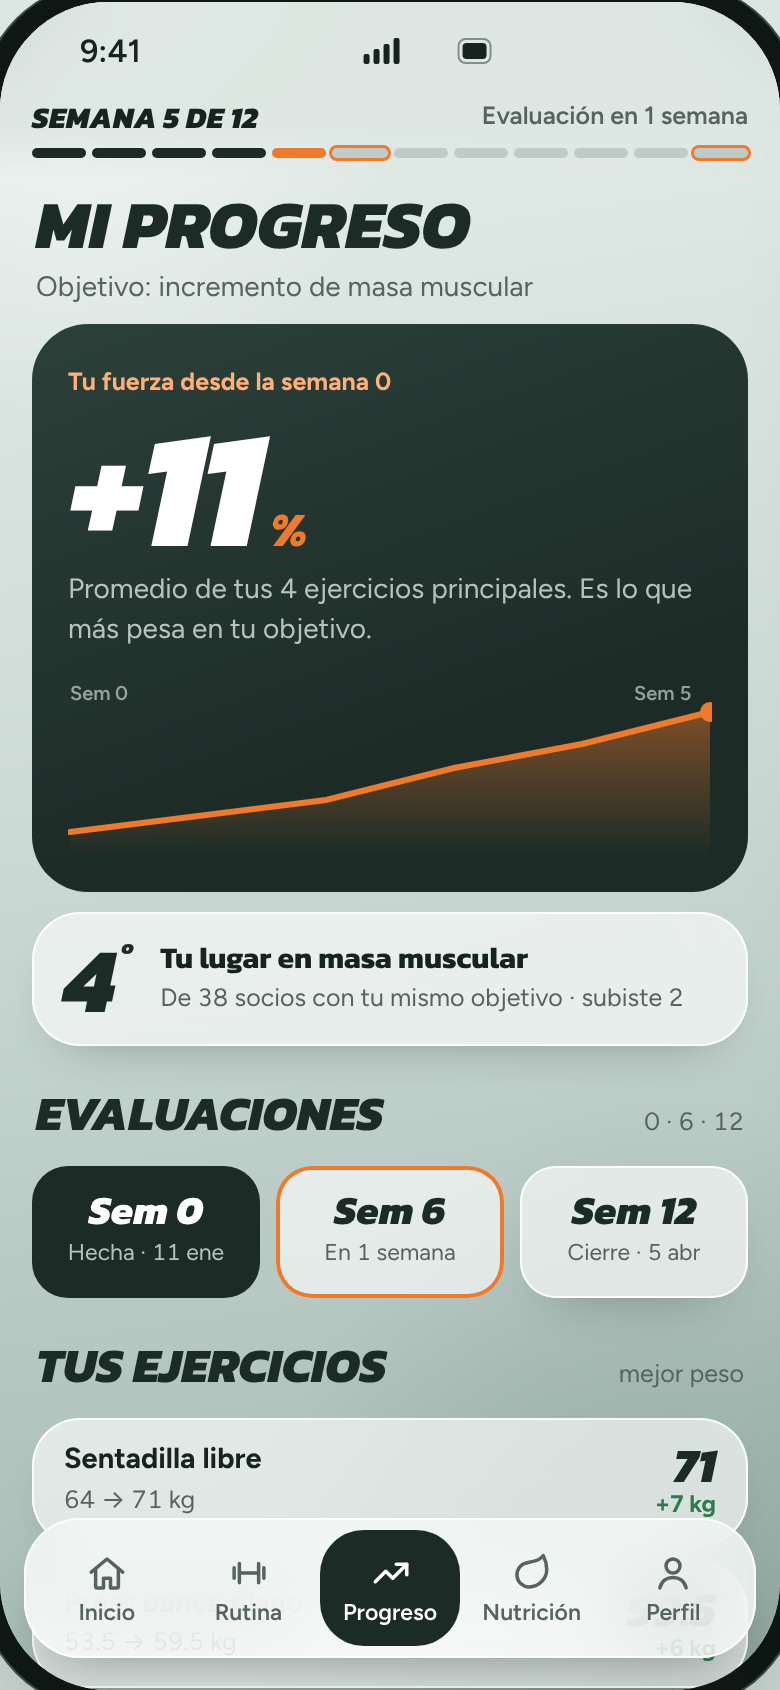 9:41
SEMANA 5 DE 12
Evaluación en 1 semana
MI PROGRESO
Objetivo: incremento de masa muscular
Tu fuerza desde la semana 0
+11 %
Promedio de tus 4 ejercicios principales. Es lo que
más pesa en tu objetivo.
Sem 0
Sem 5
4º
Tu lugar en masa muscular
De 38 socios con tu mismo objetivo · subiste 2
EVALUACIONES
0 · 6 · 12
Sem 0
Hecha · 11 ene
Sem 6
En 1 semana
Sem 12
Cierre · 5 abr
TUS EJERCICIOS
mejor peso
Sentadilla libre
64 → 71 kg
71
+7 kg
53.5 → 59.5 kg
+6 kg
Inicio
Rutina
Progreso
Nutrición
Perfil